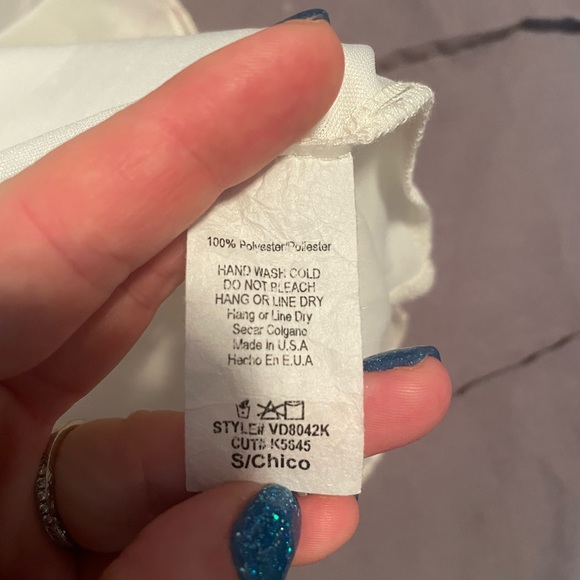 100% Polyester/Poliester
HAND WASH COLD
DO NOT BLEACH
HANG OR LINE DRY
Hang or Line Dry
Secar Colgano
Made in U.S.A
Hecho En E.U.A
STYLE# VD8042K
CUT# K5645
S/Chico